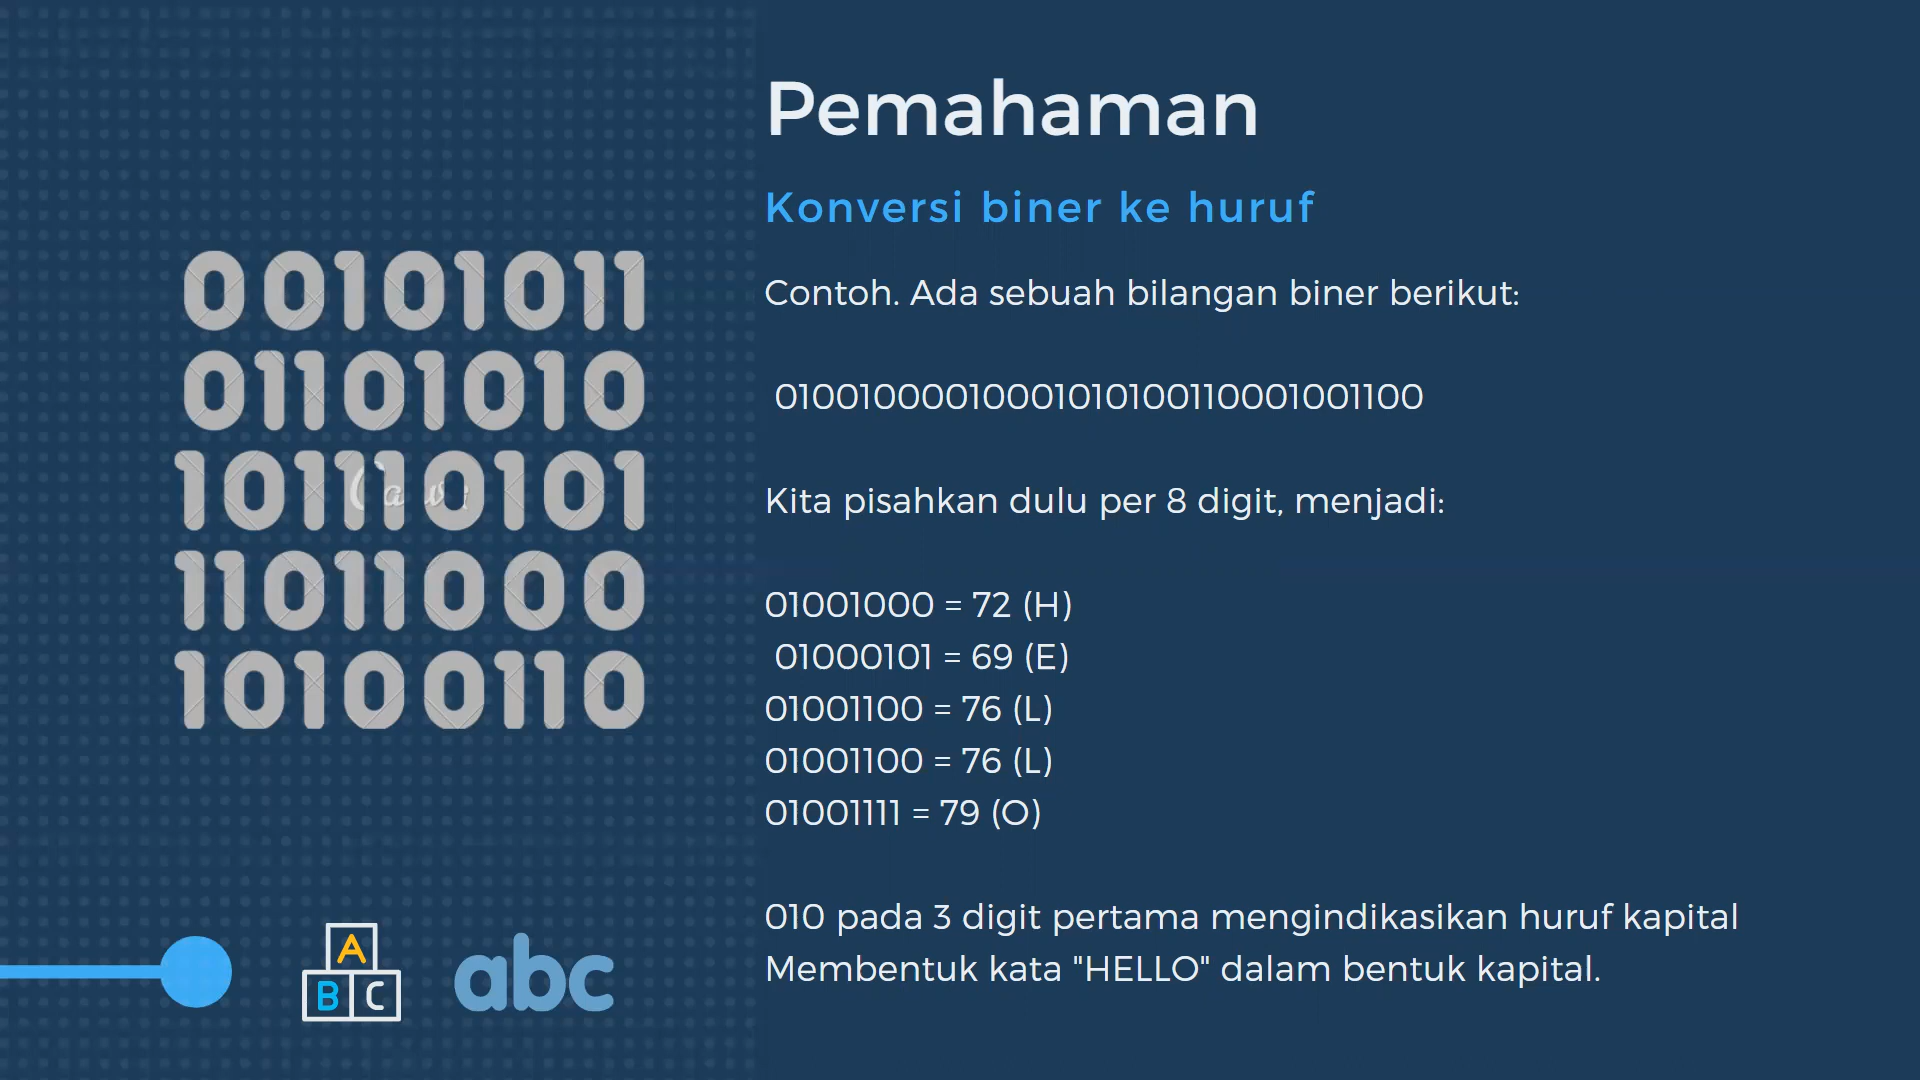 Pemahaman
Konversi biner ke huruf
Contoh. Ada sebuah bilangan biner berikut:
01001000010001010100110001001100
Kita pisahkan dulu per 8 digit, menjadi:
01001000 = 72 (H)
01000101 = 69 (E)
01001100 = 76 (L)
01001100 = 76 (L)
01001111 = 79 (O)
010 pada 3 digit pertama mengindikasikan huruf kapital
Membentuk kata "HELLO" dalam bentuk kapital.
00101011
01101010
101110101
11011000
10100110
A
B C
abc